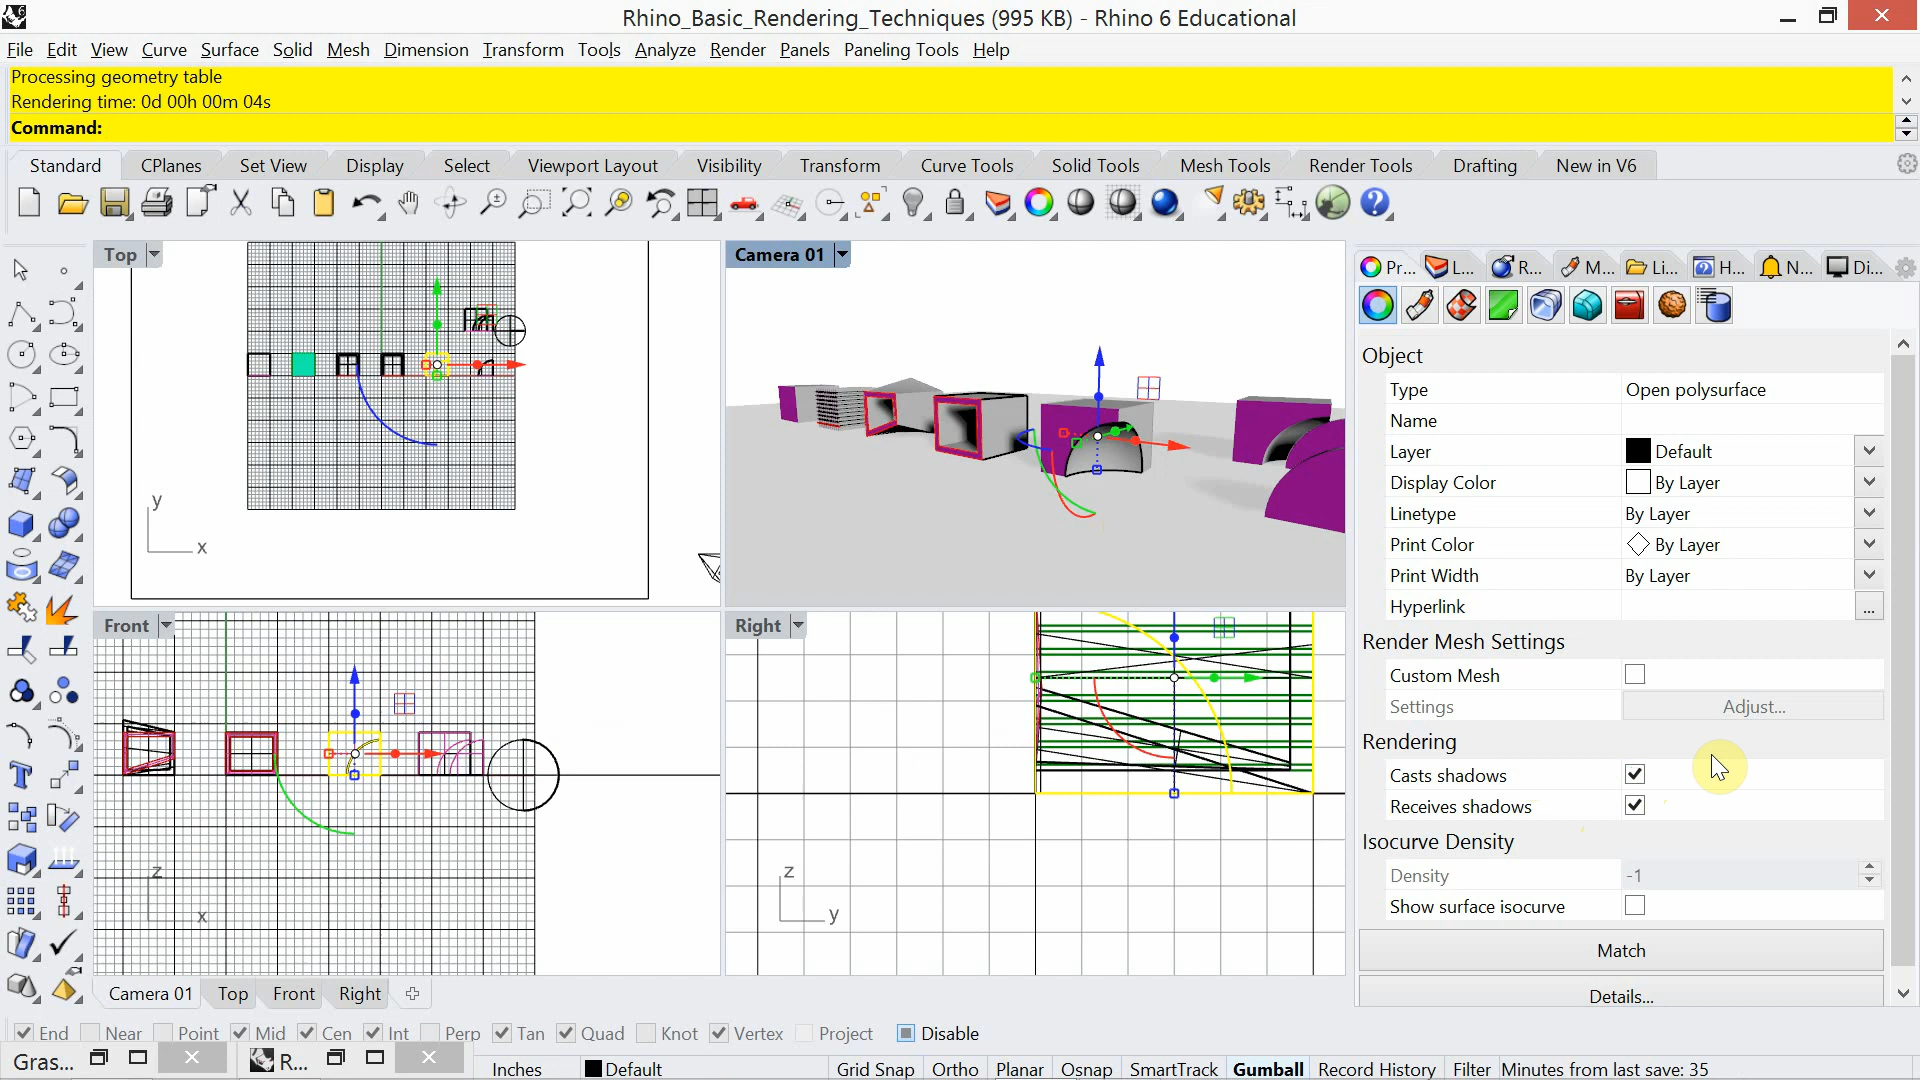 Rhino_Basic_Rendering_Techniques (995 KB) - Rhino 6 Educational
File Edit View Curve Surface Solid Mesh Dimension Transform Tools Analyze Render Panels Paneling Tools Help
Processing geometry table
Rendering time: 0d 00h 00m 04s
Command:
Standard CPlanes Set View Display Select Viewport Layout Visibility Transform Curve Tools Solid Tools Mesh Tools Render Tools Drafting New in V6
Top
Camera 01
Pr... L... R... M... Li... H... N... Di...
Object
Type Open polysurface
Name
Layer Default
Display Color By Layer
Linetype By Layer
Print Color By Layer
Print Width By Layer
Hyperlink ...
y
x
Front
Right
Render Mesh Settings
Custom Mesh
Settings Adjust...
Rendering
Casts shadows
Receives shadows
Isocurve Density
Density -1
Show surface isocurve
Match
Details...
z
x
z
y
Camera 01 Top Front Right
End Near Point Mid Cen Int Perp Tan Quad Knot Vertex Project Disable
Gras... R...
Inches Default Grid Snap Ortho Planar Osnap SmartTrack Gumball Record History Filter Minutes from last save: 35